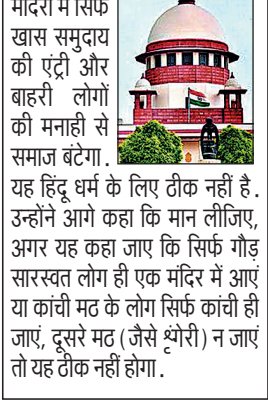 मंदिरों में सिर्फ
खास समुदाय
की एंट्री और
बाहरी लोगों
की मनाही से
समाज बंटेगा.
यह हिंदू धर्म के लिए ठीक नहीं है.
उन्होंने आगे कहा कि मान लीजिए,
अगर यह कहा जाए कि सिर्फ गौड़
सारस्वत लोग ही एक मंदिर में आएं
या कांची मठ के लोग सिर्फ कांची ही
जाएं, दूसरे मठ (जैसे श्रृंगेरी) न जाएं
तो यह ठीक नहीं होगा.